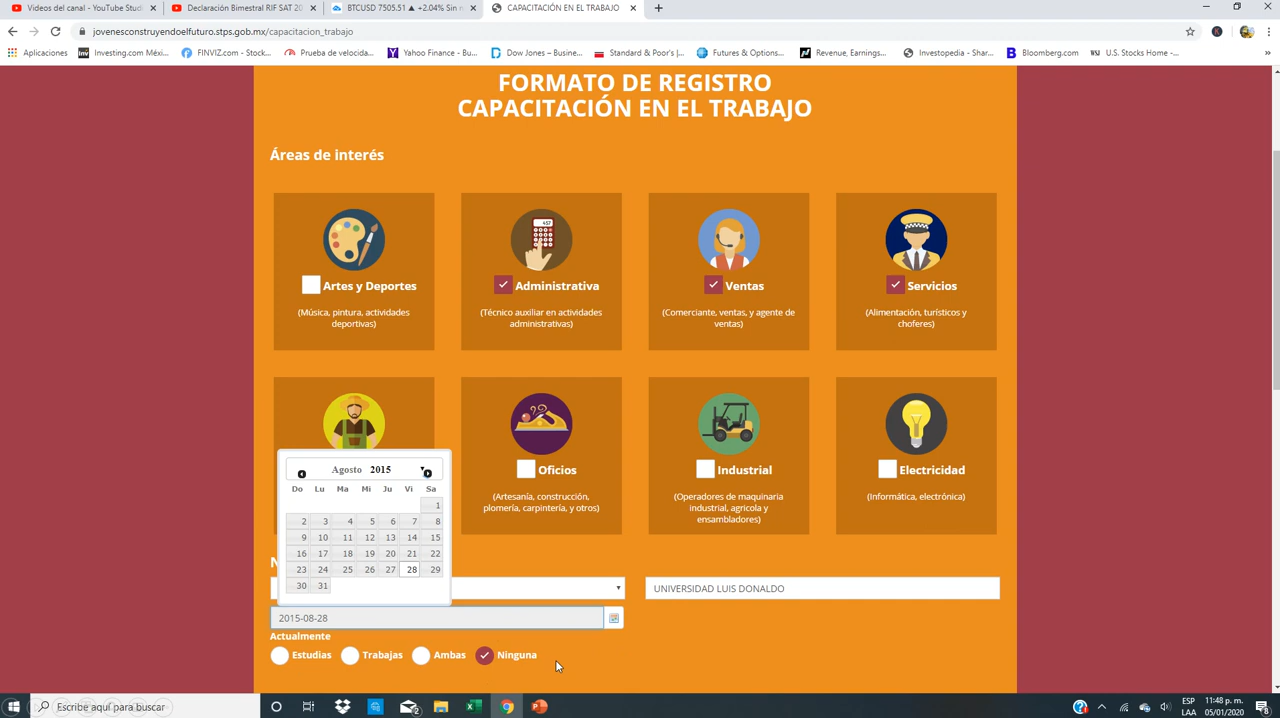 Videos del canal - YouTube Stud
Declaración Bimestral RIF SAT 20
BTCUSD 7505.51 ▲ +2.04% Sin n
CAPACITACIÓN EN EL TRABAJO
jovenesconstruyendoelfuturo.stps.gob.mx/capacitacion_trabajo
Aplicaciones
Investing.com Méxi...
FINVIZ.com - Stock...
Prueba de velocida...
Yahoo Finance - Bu...
Dow Jones – Busine...
Standard & Poor's |...
Futures & Options...
Revenue, Earnings...
Investopedia - Shar...
Bloomberg.com
WSJ U.S. Stocks Home -...
FORMATO DE REGISTRO
CAPACITACIÓN EN EL TRABAJO
Áreas de interés
Artes y Deportes
(Música, pintura, actividades
deportivas)
Administrativa
(Técnico auxiliar en actividades
administrativas)
Ventas
(Comerciante, ventas, y agente de
ventas)
Servicios
(Alimentación, turísticos y
choferes)
Oficios
(Artesanía, construcción,
plomería, carpintería, y otros)
Industrial
(Operadores de maquinaria
industrial, agricola y
ensambladores)
Electricidad
(Informática, electrónica)
Agosto 2015
Do Lu Ma Mi Ju Vi Sa
1
2 3 4 5 6 7 8
9 10 11 12 13 14 15
16 17 18 19 20 21 22
23 24 25 26 27 28 29
30 31
UNIVERSIDAD LUIS DONALDO
2015-08-28
Actualmente
Estudias
Trabajas
Ambas
Ninguna
Escribe aquí para buscar
2
ESP
LAA
11:48 p. m.
05/01/2020
8